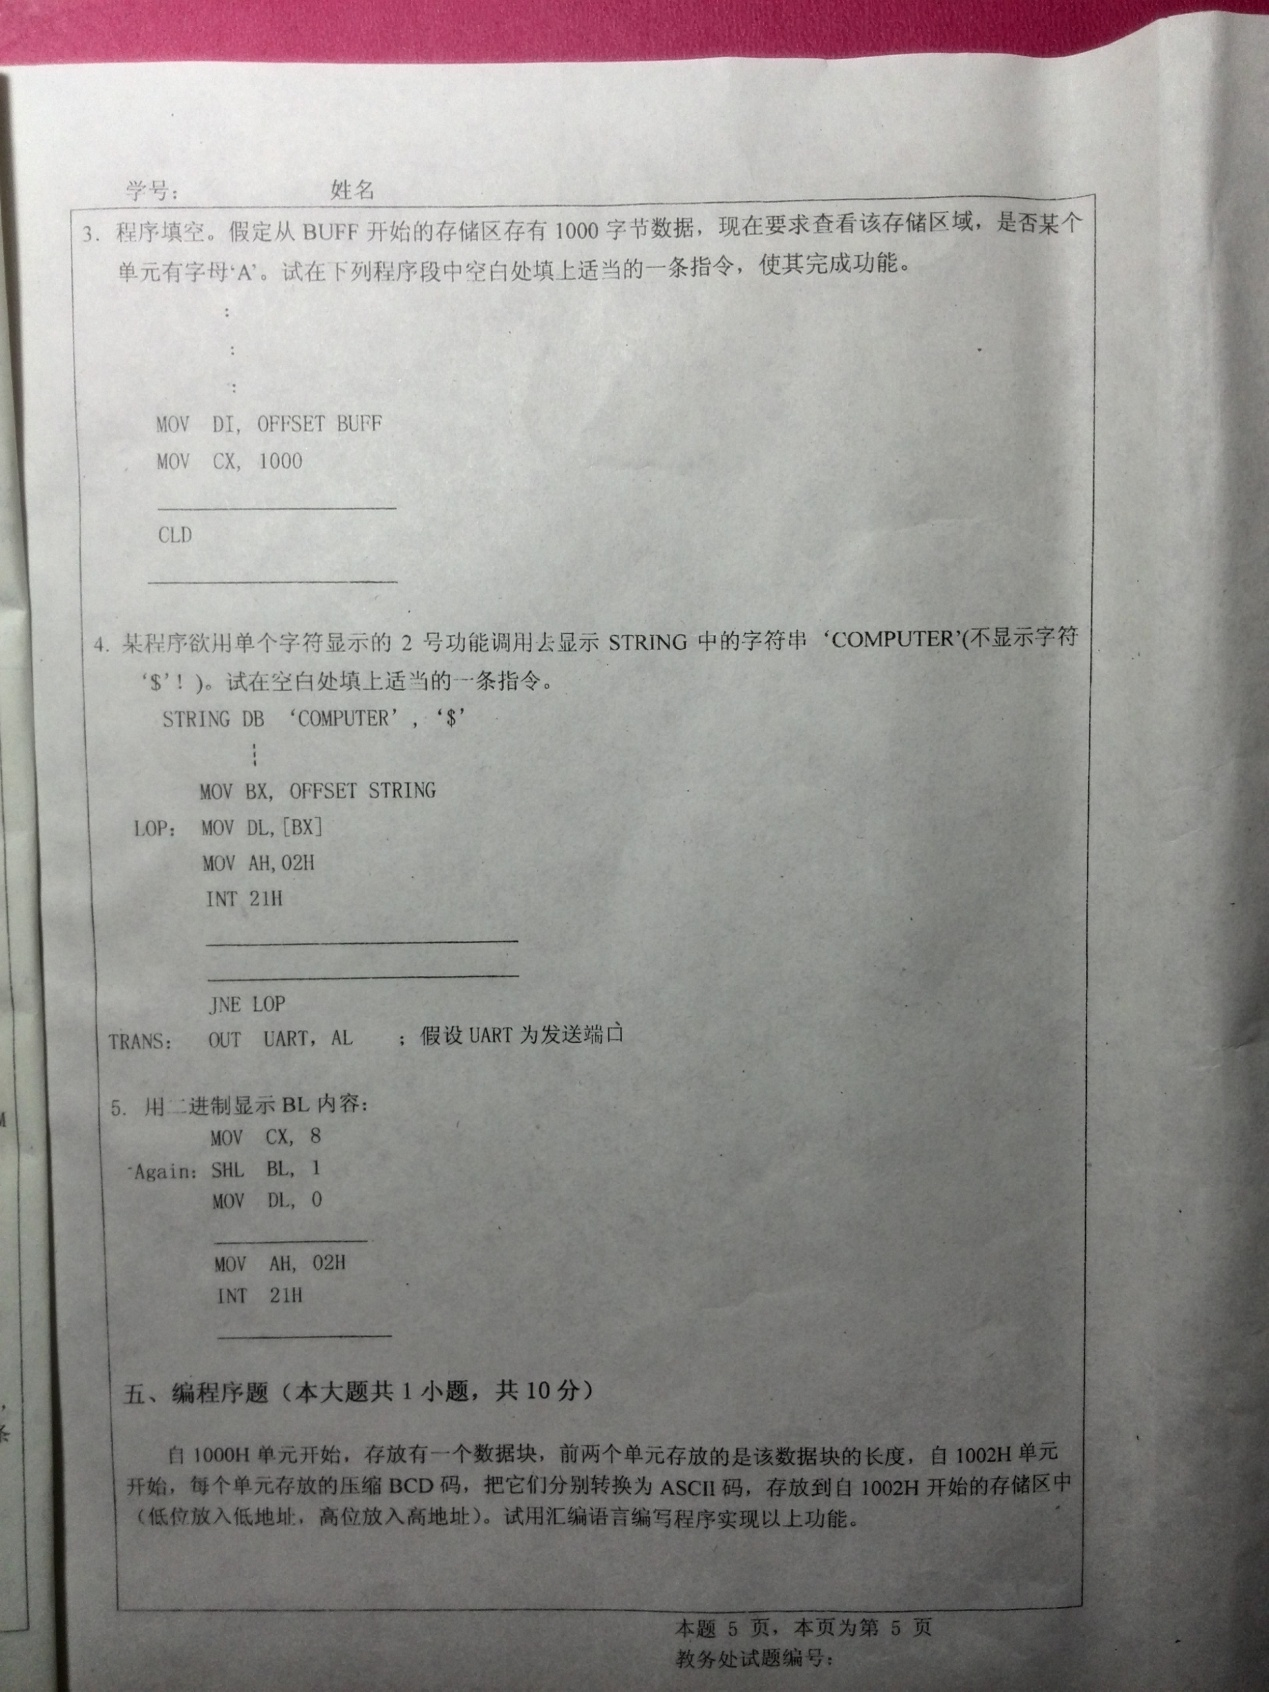 学号：　姓名
3. 程序填空。假定从 BUFF 开始的存储区存有 1000 字节数据，现在要求查看该存储区域，是否某个
单元有字母‘A’。试在下列程序段中空白处填上适当的一条指令，使其完成功能。
:
:
:
MOV DI, OFFSET BUFF
MOV CX, 1000
CLD
4. 某程序欲用单个字符显示的 2 号功能调用去显示 STRING 中的字符串 ‘COMPUTER’(不显示字符
‘$’！)。试在空白处填上适当的一条指令。
STRING DB ‘COMPUTER’, ‘$’
MOV BX, OFFSET STRING
LOP: MOV DL,[BX]
MOV AH,02H
INT 21H
JNE LOP
TRANS: OUT UART, AL ; 假设 UART 为发送端口
5. 用二进制显示 BL 内容：
MOV CX, 8
Again: SHL BL, 1
MOV DL, 0
MOV AH, 02H
INT 21H
五、编程序题（本大题共 1 小题，共 10 分）
自 1000H 单元开始，存放有一个数据块，前两个单元存放的是该数据块的长度，自 1002H 单元
开始，每个单元存放的压缩 BCD 码，把它们分别转换为 ASCII 码，存放到自 1002H 开始的存储区中
（低位放入低地址，高位放入高地址）。试用汇编语言编写程序实现以上功能。
本题 5 页，本页为第 5 页
教务处试题编号：